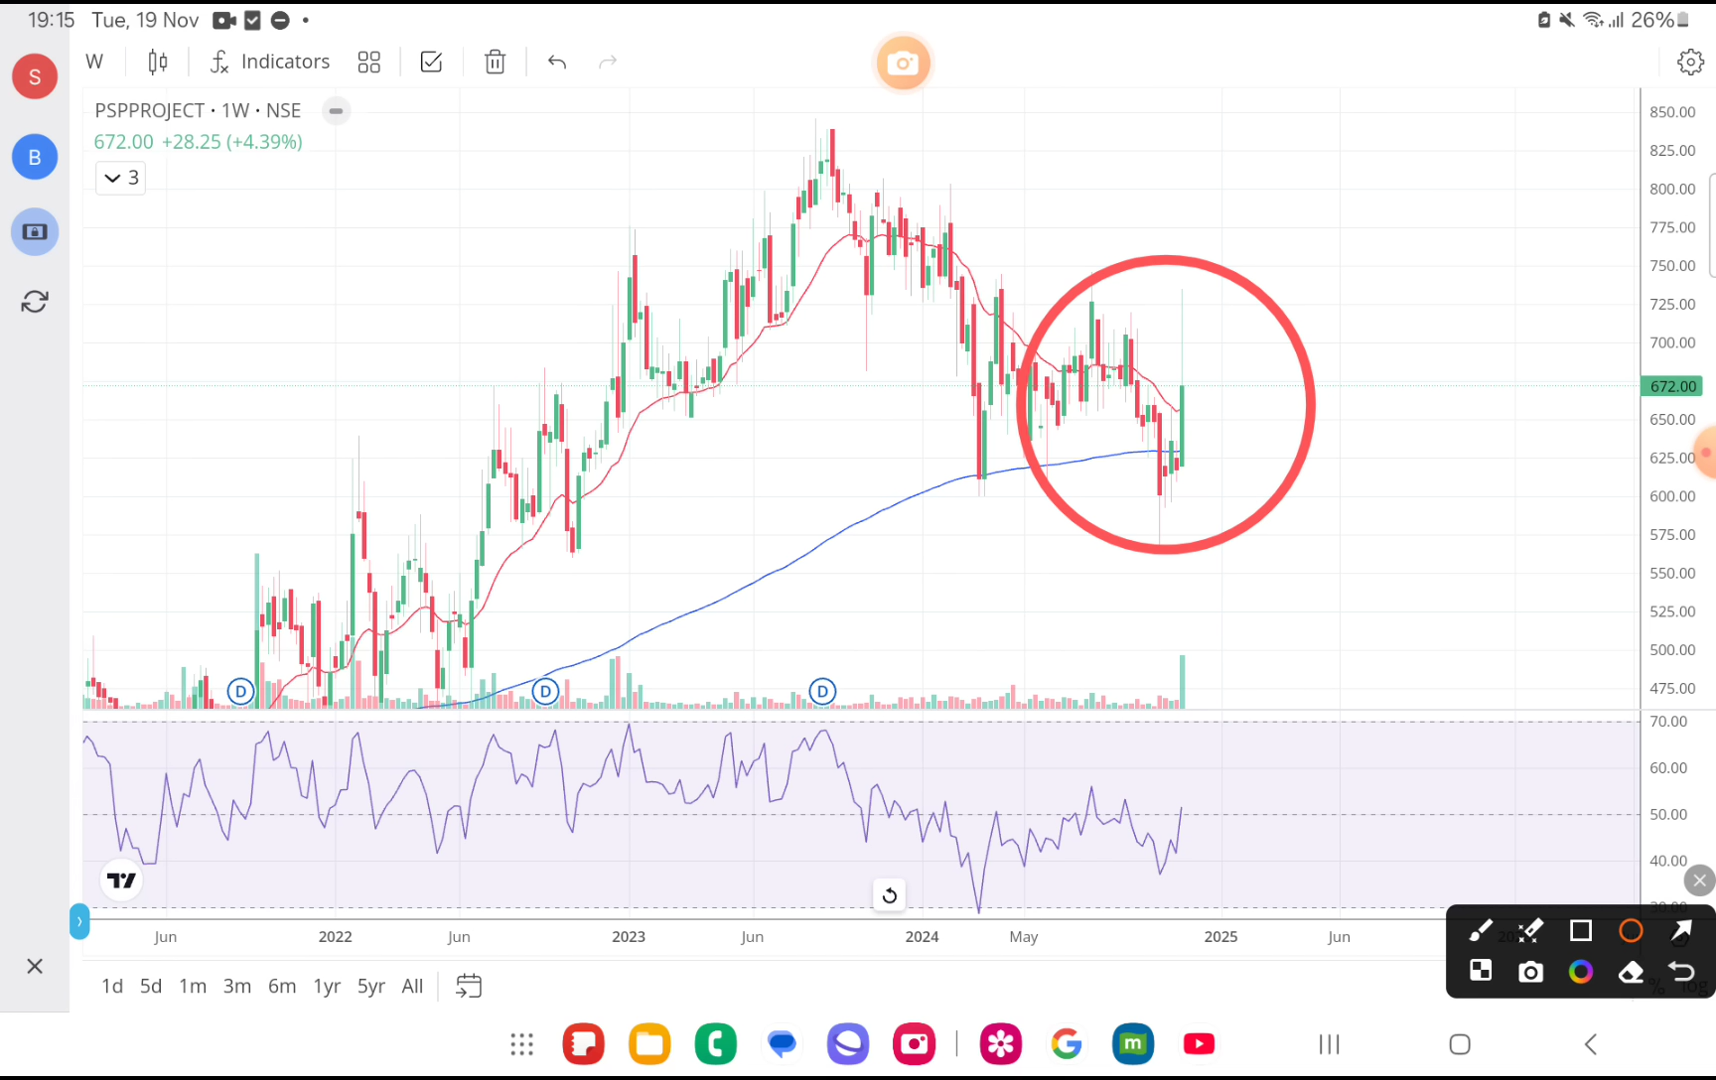 19:15 Tue, 19 Nov
26%
S
W
Indicators
B
PSPPROJECT · 1W · NSE
672.00 +28.25 (+4.39%)
3
850.00
825.00
800.00
775.00
750.00
725.00
700.00
672.00
650.00
625.00
600.00
575.00
550.00
525.00
500.00
475.00
D
D
D
70.00
60.00
50.00
40.00
30.00
Jun
2022
Jun
2023
Jun
2024
May
2025
Jun
1d 5d 1m 3m 6m 1yr 5yr All
%
log
m